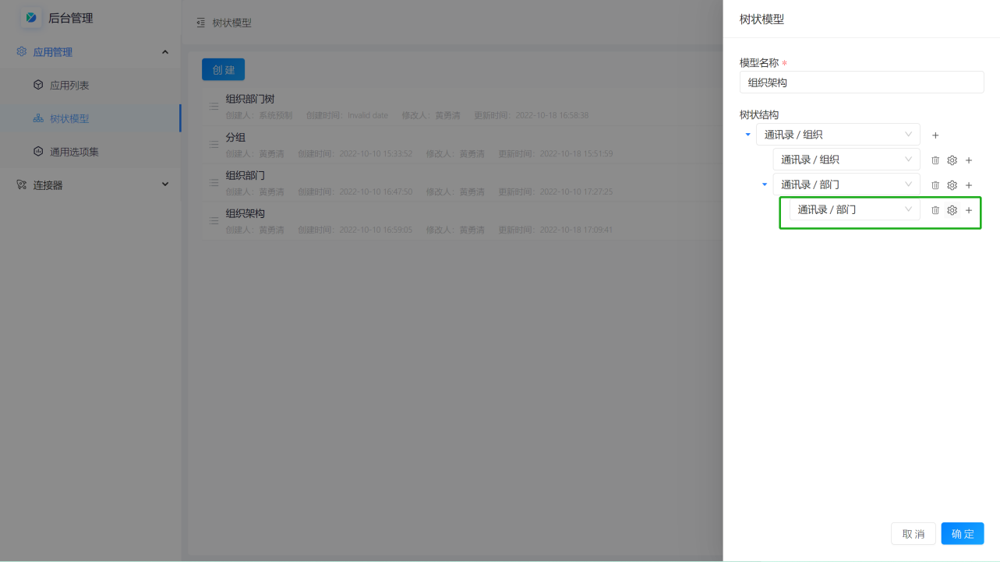 后台管理
应用管理
应用列表
树状模型
通用选项集
连接器
树状模型
创 建
组织部门树
创建人：系统预制 创建时间：Invalid date 修改人：黄勇清 更新时间：2022-10-18 16:58:38
分组
创建人：黄勇清 创建时间：2022-10-10 15:33:52 修改人：黄勇清 更新时间：2022-10-18 15:51:59
组织部门
创建人：黄勇清 创建时间：2022-10-10 16:47:50 修改人：黄勇清 更新时间：2022-10-18 17:27:25
组织架构
创建人：黄勇清 创建时间：2022-10-10 16:59:05 修改人：黄勇清 更新时间：2022-10-18 17:09:41
树状模型
模型名称 *
组织架构
树状结构
通讯录 / 组织
通讯录 / 组织
通讯录 / 部门
通讯录 / 部门
取 消
确 定